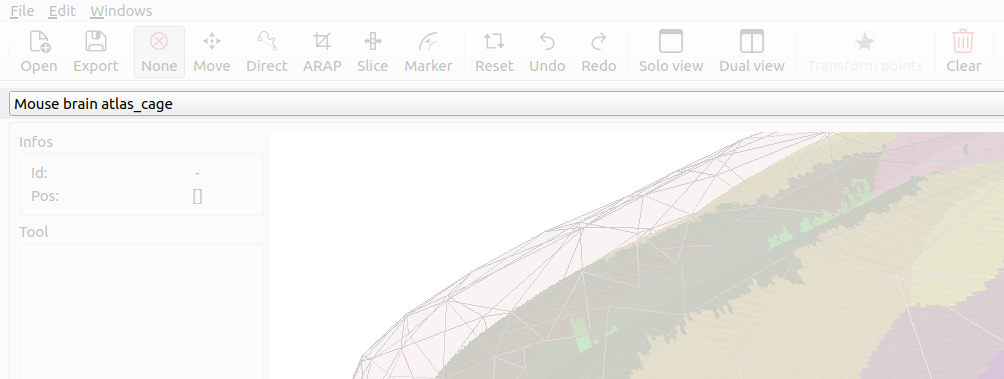 File Edit Windows
Open Export None Move Direct ARAP Slice Marker Reset Undo Redo Solo view Dual view Transform points Clear
Mouse brain atlas_cage
Infos
Id: -
Pos: []
Tool